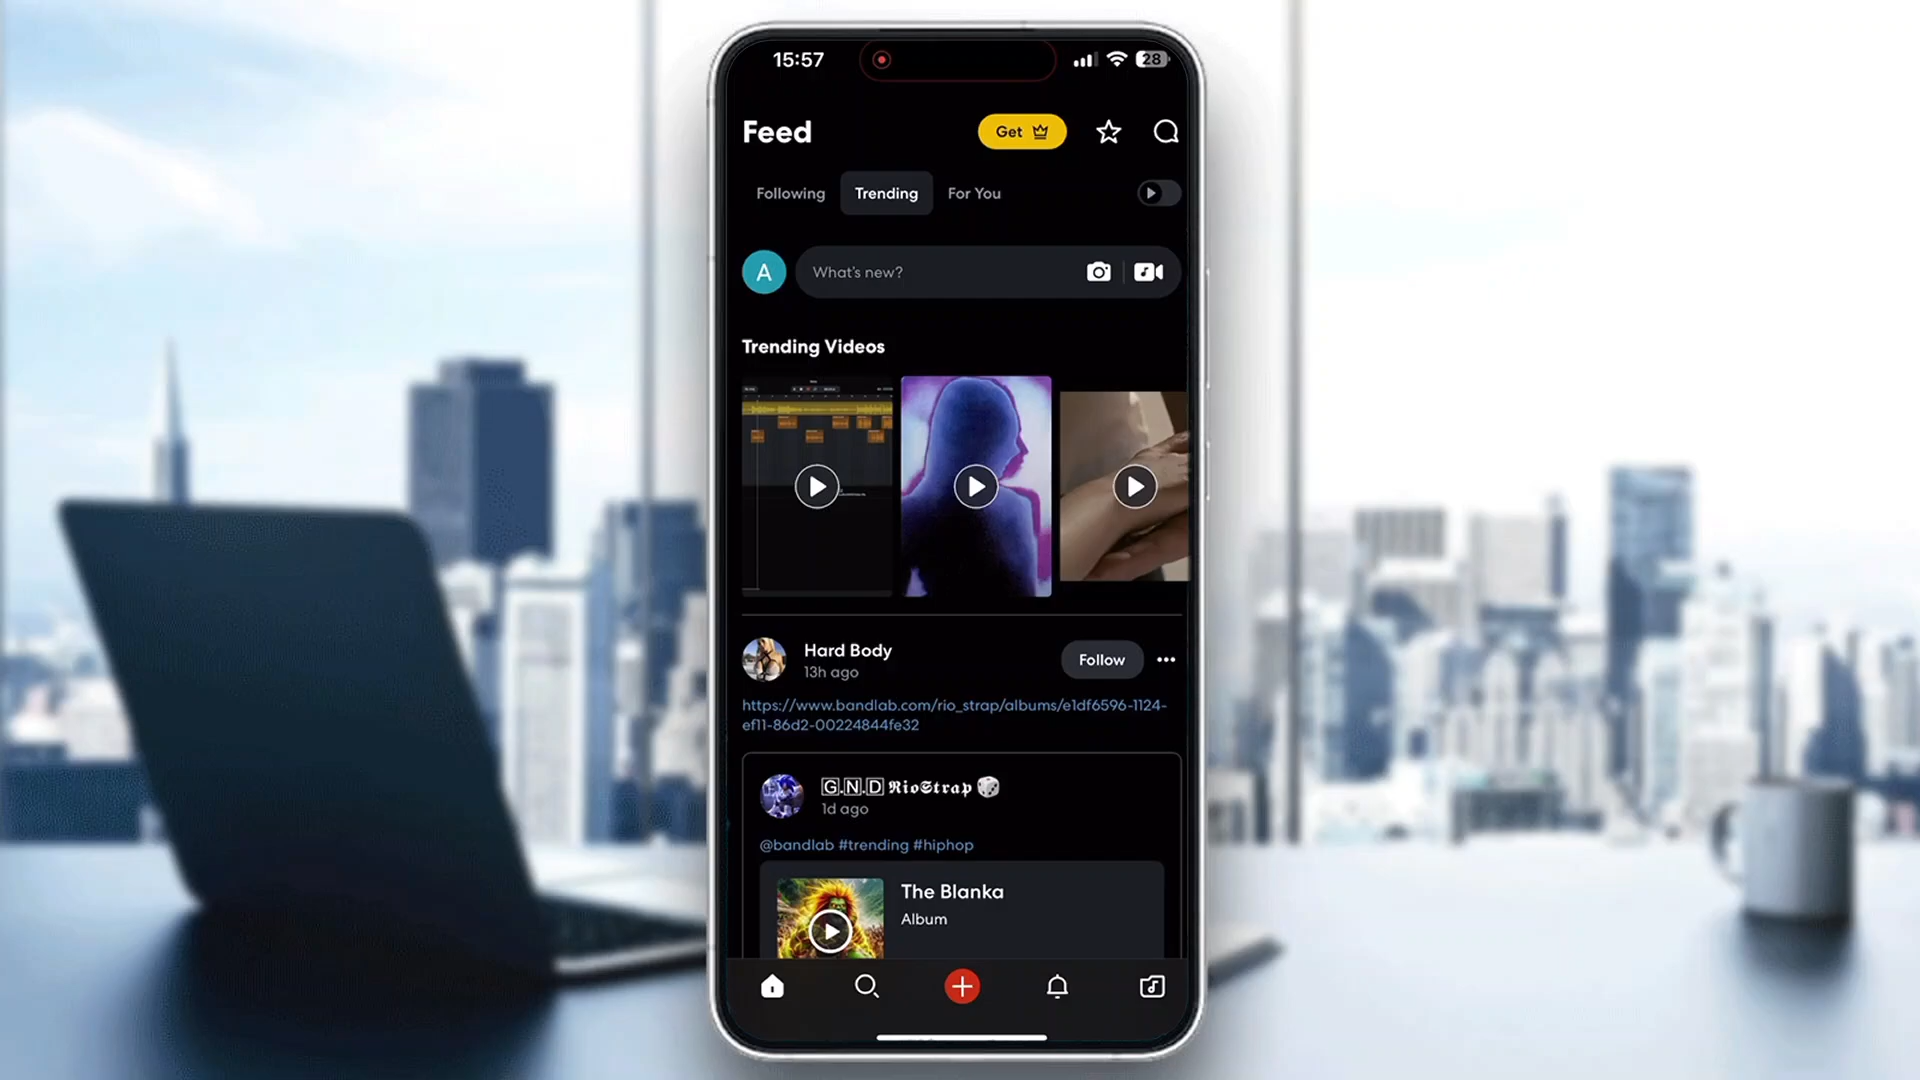 15:57
28
Feed
Get
Following
Trending
For You
A
What's new?
Trending Videos
Hard Body
13h ago
Follow
https://www.bandlab.com/rio_strap/albums/e1df6596-1124-
ef11-86d2-00224844fe32
🄶.🄽.🄳 𝕽𝖎𝖔𝕾𝖙𝖗𝖆𝖕 🎲
1d ago
@bandlab #trending #hiphop
The Blanka
Album